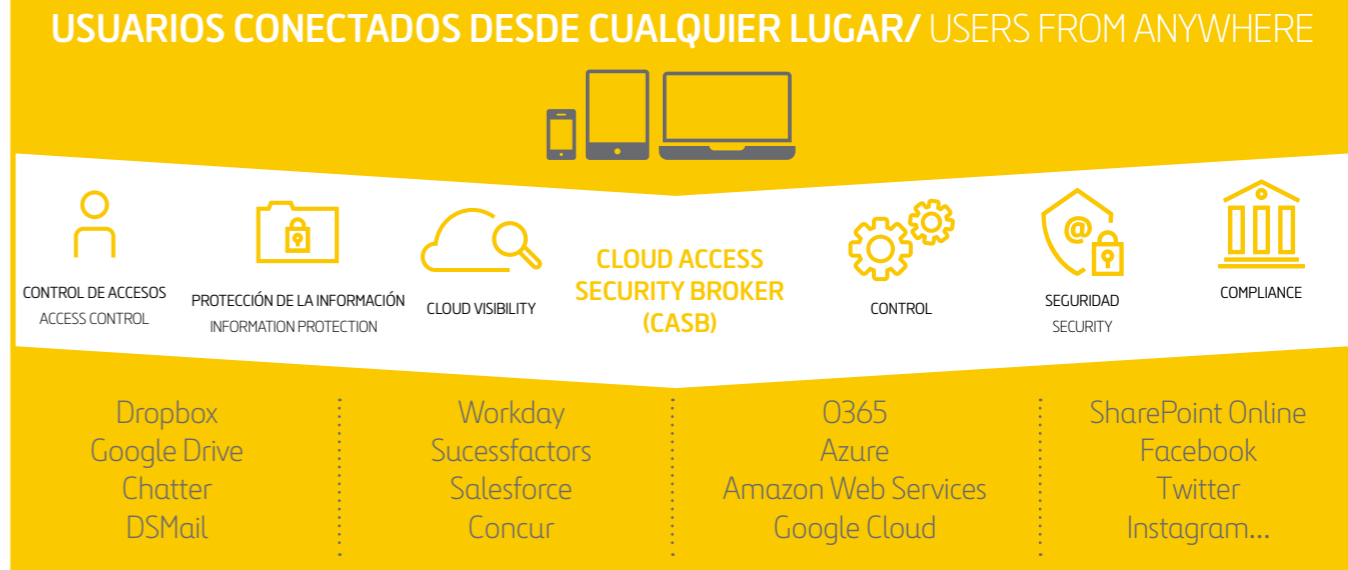 USUARIOS CONECTADOS DESDE CUALQUIER LUGAR/ USERS FROM ANYWHERE
CONTROL DE ACCESOS
ACCESS CONTROL
PROTECCIÓN DE LA INFORMACIÓN
INFORMATION PROTECTION
CLOUD VISIBILITY
CLOUD ACCESS
SECURITY BROKER
(CASB)
CONTROL
@
SEGURIDAD
SECURITY
COMPLIANCE
Dropbox
Google Drive
Chatter
DSMail
Workday
Sucessfactors
Salesforce
Concur
O365
Azure
Amazon Web Services
Google Cloud
SharePoint Online
Facebook
Twitter
Instagram...